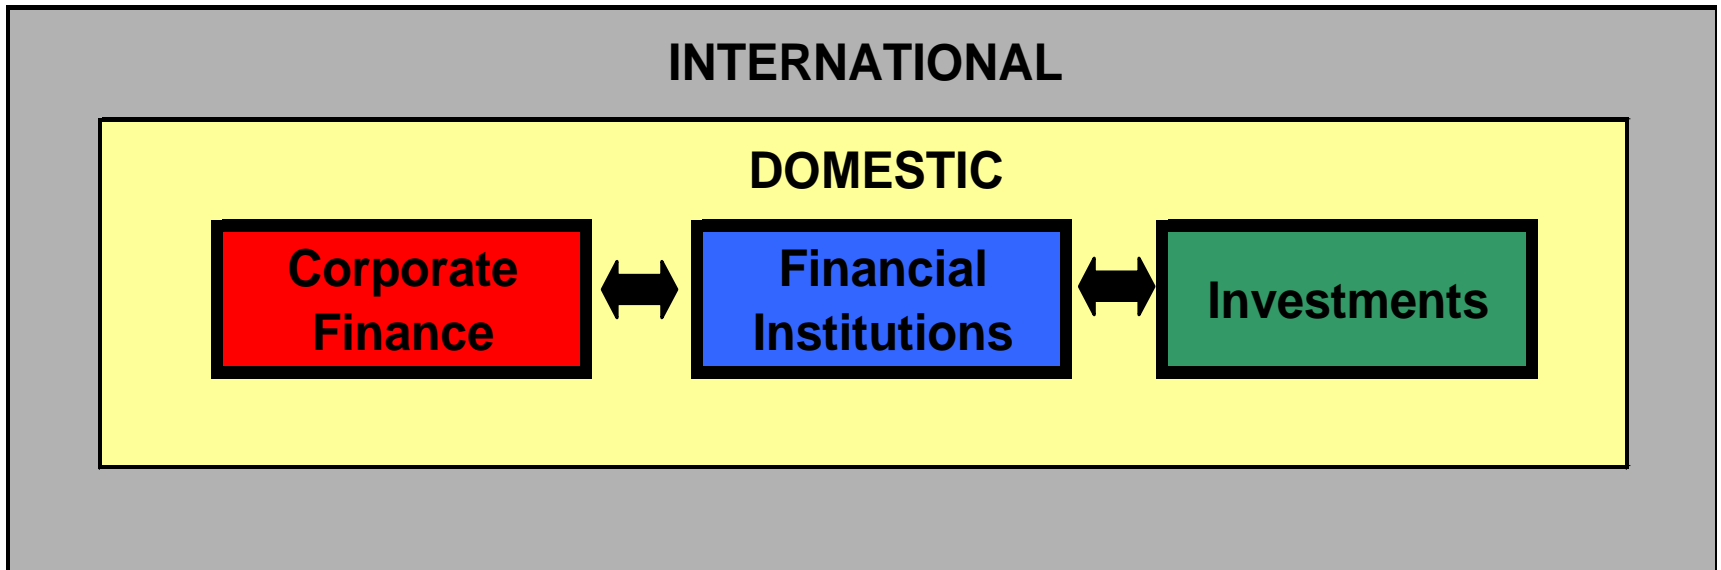 INTERNATIONAL
DOMESTIC
Corporate
Finance
Financial
Institutions
Investments